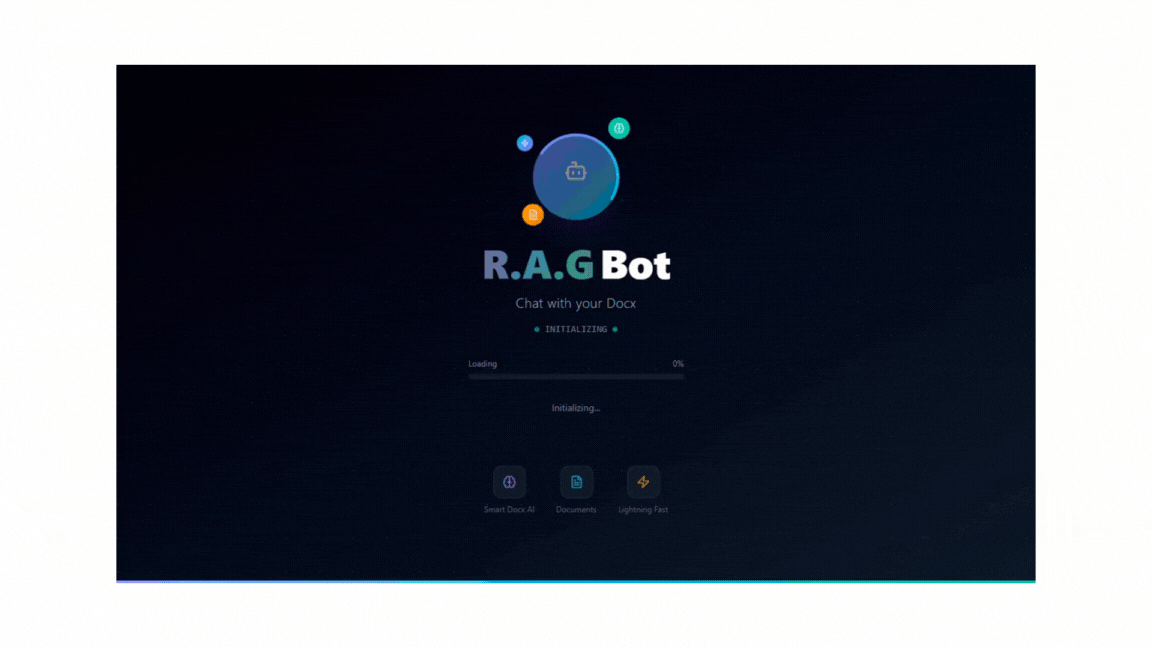 R.A.G Bot
Chat with your Docx
INITIALIZING
Loading 0%
Initializing...
Smart Docx AI Documents Lightning Fast